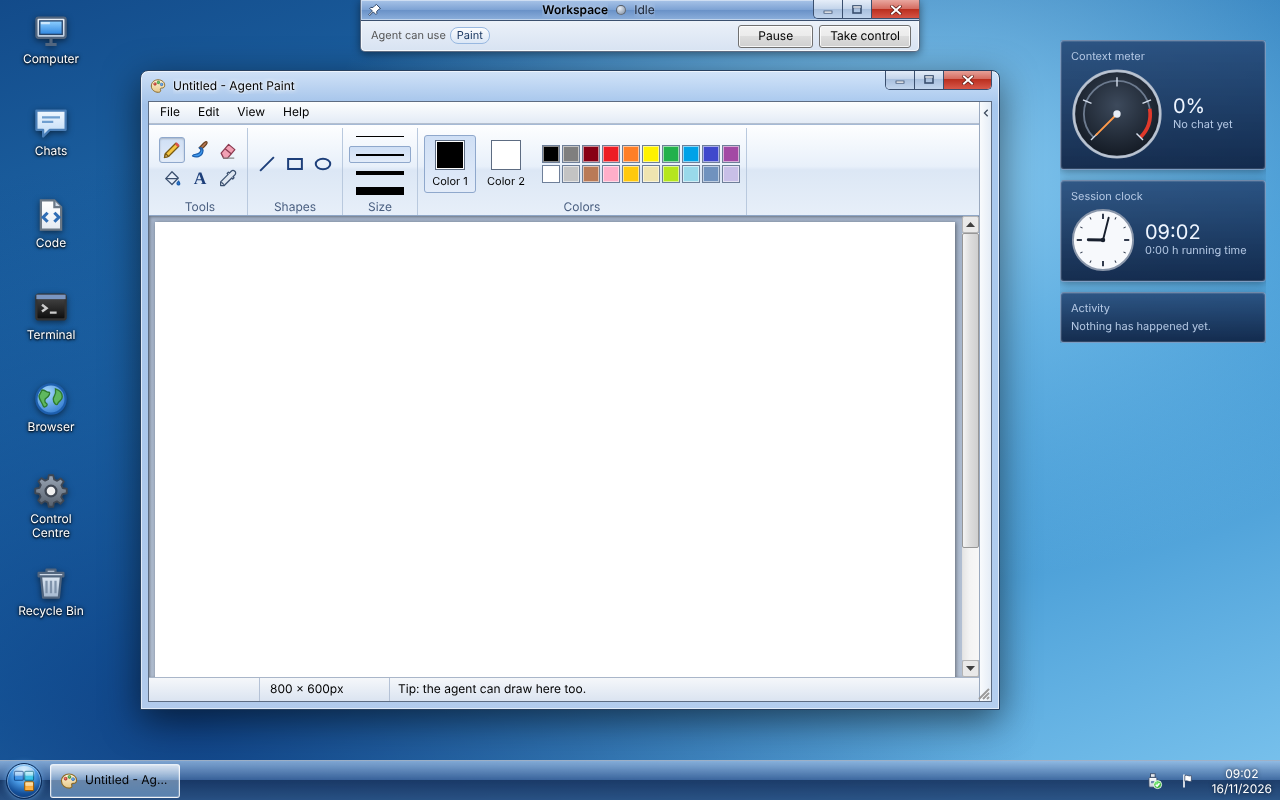 Workspace
Idle
Agent can use
Paint
Pause
Take control
Computer
Chats
Code
Terminal
Browser
Control
Centre
Recycle Bin
Untitled - Agent Paint
File
Edit
View
Help
A
Tools
Shapes
Size
Color 1
Color 2
Colors
800 × 600px
Tip: the agent can draw here too.
Context meter
0%
No chat yet
Session clock
09:02
0:00 h running time
Activity
Nothing has happened yet.
Untitled - Ag...
09:02
16/11/2026